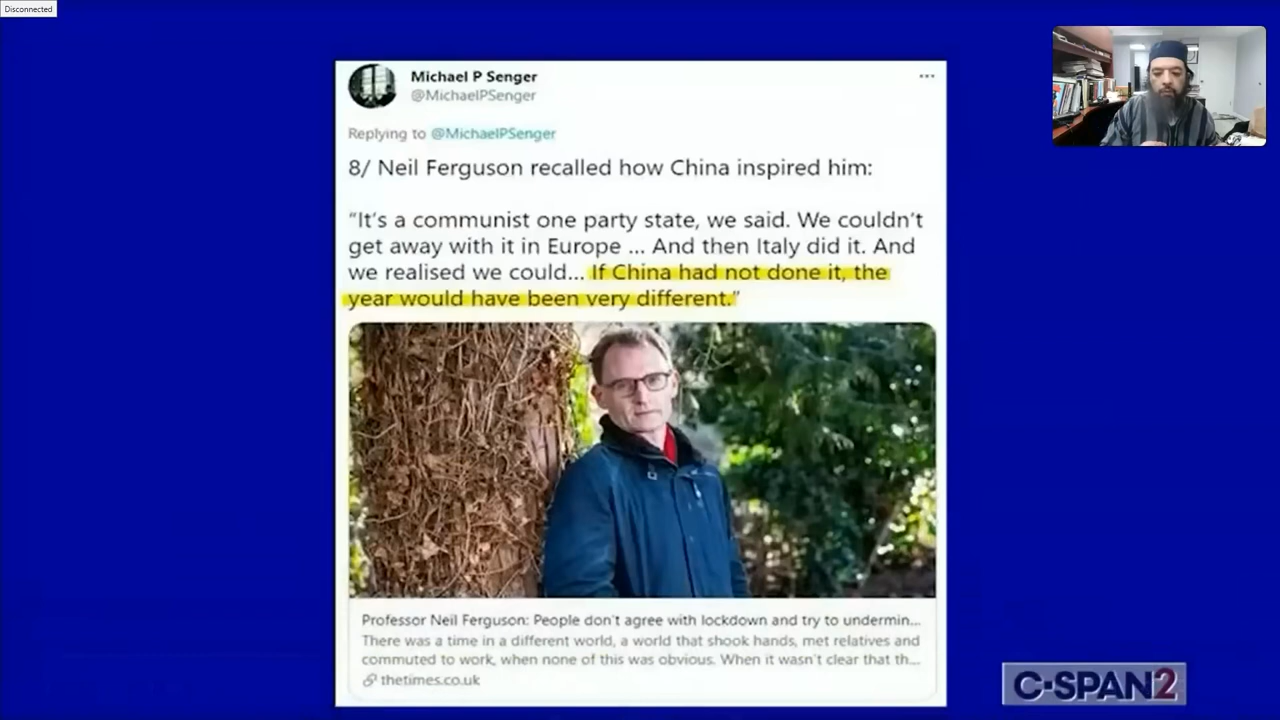 Disconnected
Michael P Senger
@MichaelPSenger
Replying to @MichaelPSenger
8/ Neil Ferguson recalled how China inspired him:
“It's a communist one party state, we said. We couldn't
get away with it in Europe ... And then Italy did it. And
we realised we could... If China had not done it, the
year would have been very different.”
Professor Neil Ferguson: People don't agree with lockdown and try to undermin...
There was a time in a different world, a world that shook hands, met relatives and
commuted to work, when none of this was obvious. When it wasn't clear that th...
thetimes.co.uk
C-SPAN2